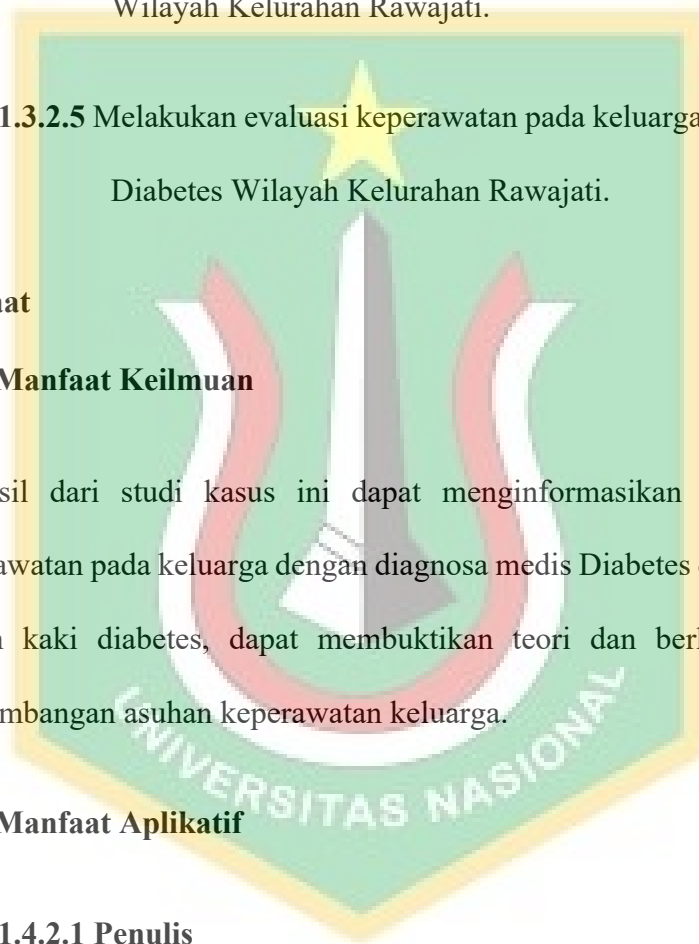 Wilayah Kelurahan Rawajati.
1.3.2.5 Melakukan evaluasi keperawatan pada keluarga
Diabetes Wilayah Kelurahan Rawajati.
aat
Manfaat Keilmuan
sil dari studi kasus ini dapat menginformasikan
awatan pada keluarga dengan diagnosa medis Diabetes
kaki diabetes, dapat membuktikan teori dan
mbangan asuhan keperawatan keluarga.
UNIVERSITAS NASIONAL
Manfaat Aplikatif
1.4.2.1 Penulis